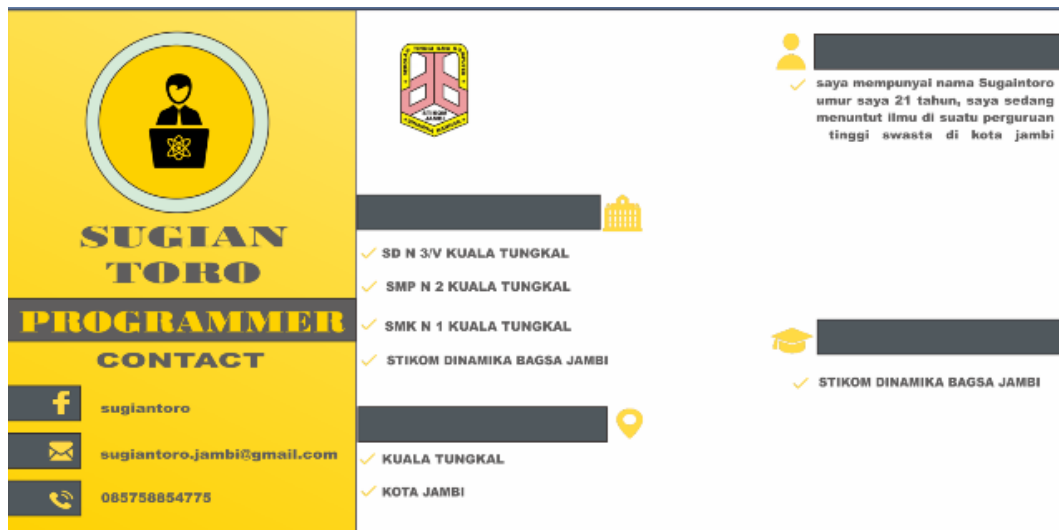 SUGIAN
TORO
PROGRAMMER
CONTACT
sugiantoro
sugiantoro.jambi@gmail.com
085758854775
STIKOM
JAMBI
SD N 3/V KUALA TUNGKAL
SMP N 2 KUALA TUNGKAL
SMK N 1 KUALA TUNGKAL
STIKOM DINAMIKA BAGSA JAMBI
KUALA TUNGKAL
KOTA JAMBI
saya mempunyai nama Sugaintoro
umur saya 21 tahun, saya sedang
menuntut ilmu di suatu perguruan
tinggi swasta di kota jambi
STIKOM DINAMIKA BAGSA JAMBI